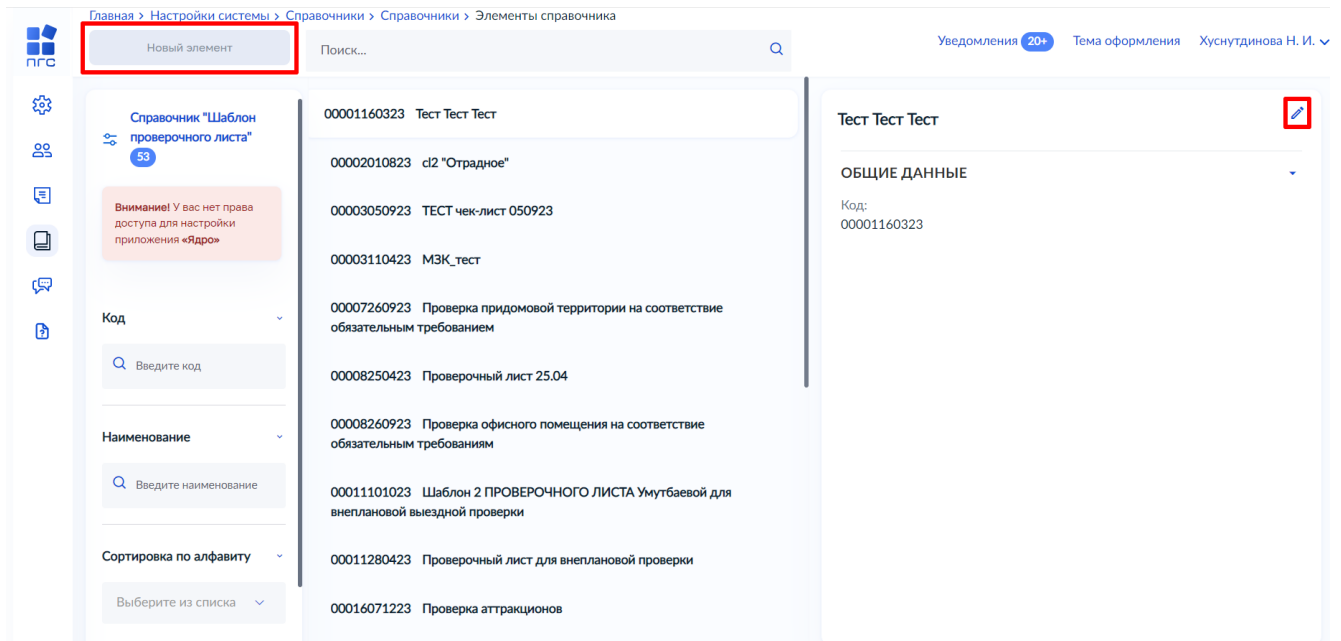 Главная > Настройки системы > Справочники > Справочники > Элементы справочника
пгс
Новый элемент
Поиск...
Уведомления 20+ Тема оформления Хуснутдинова Н. И.
Справочник "Шаблон
проверочного листа"
53
Внимание! У вас нет права
доступа для настройки
приложения «Ядро»
Код
Введите код
Наименование
Введите наименование
Сортировка по алфавиту
Выберите из списка
00001160323 Тест Тест Тест
00002010823 cl2 "Отрадное"
00003050923 ТЕСТ чек-лист 050923
00003110423 МЗК_тест
00007260923 Проверка придомовой территории на соответствие
обязательным требованием
00008250423 Проверочный лист 25.04
00008260923 Проверка офисного помещения на соответствие
обязательным требованиям
00011101023 Шаблон 2 ПРОВЕРОЧНОГО ЛИСТА Умутбаевой для
внеплановой выездной проверки
00011280423 Проверочный лист для внеплановой проверки
00016071223 Проверка аттракционов
Тест Тест Тест
ОБЩИЕ ДАННЫЕ
Код:
00001160323